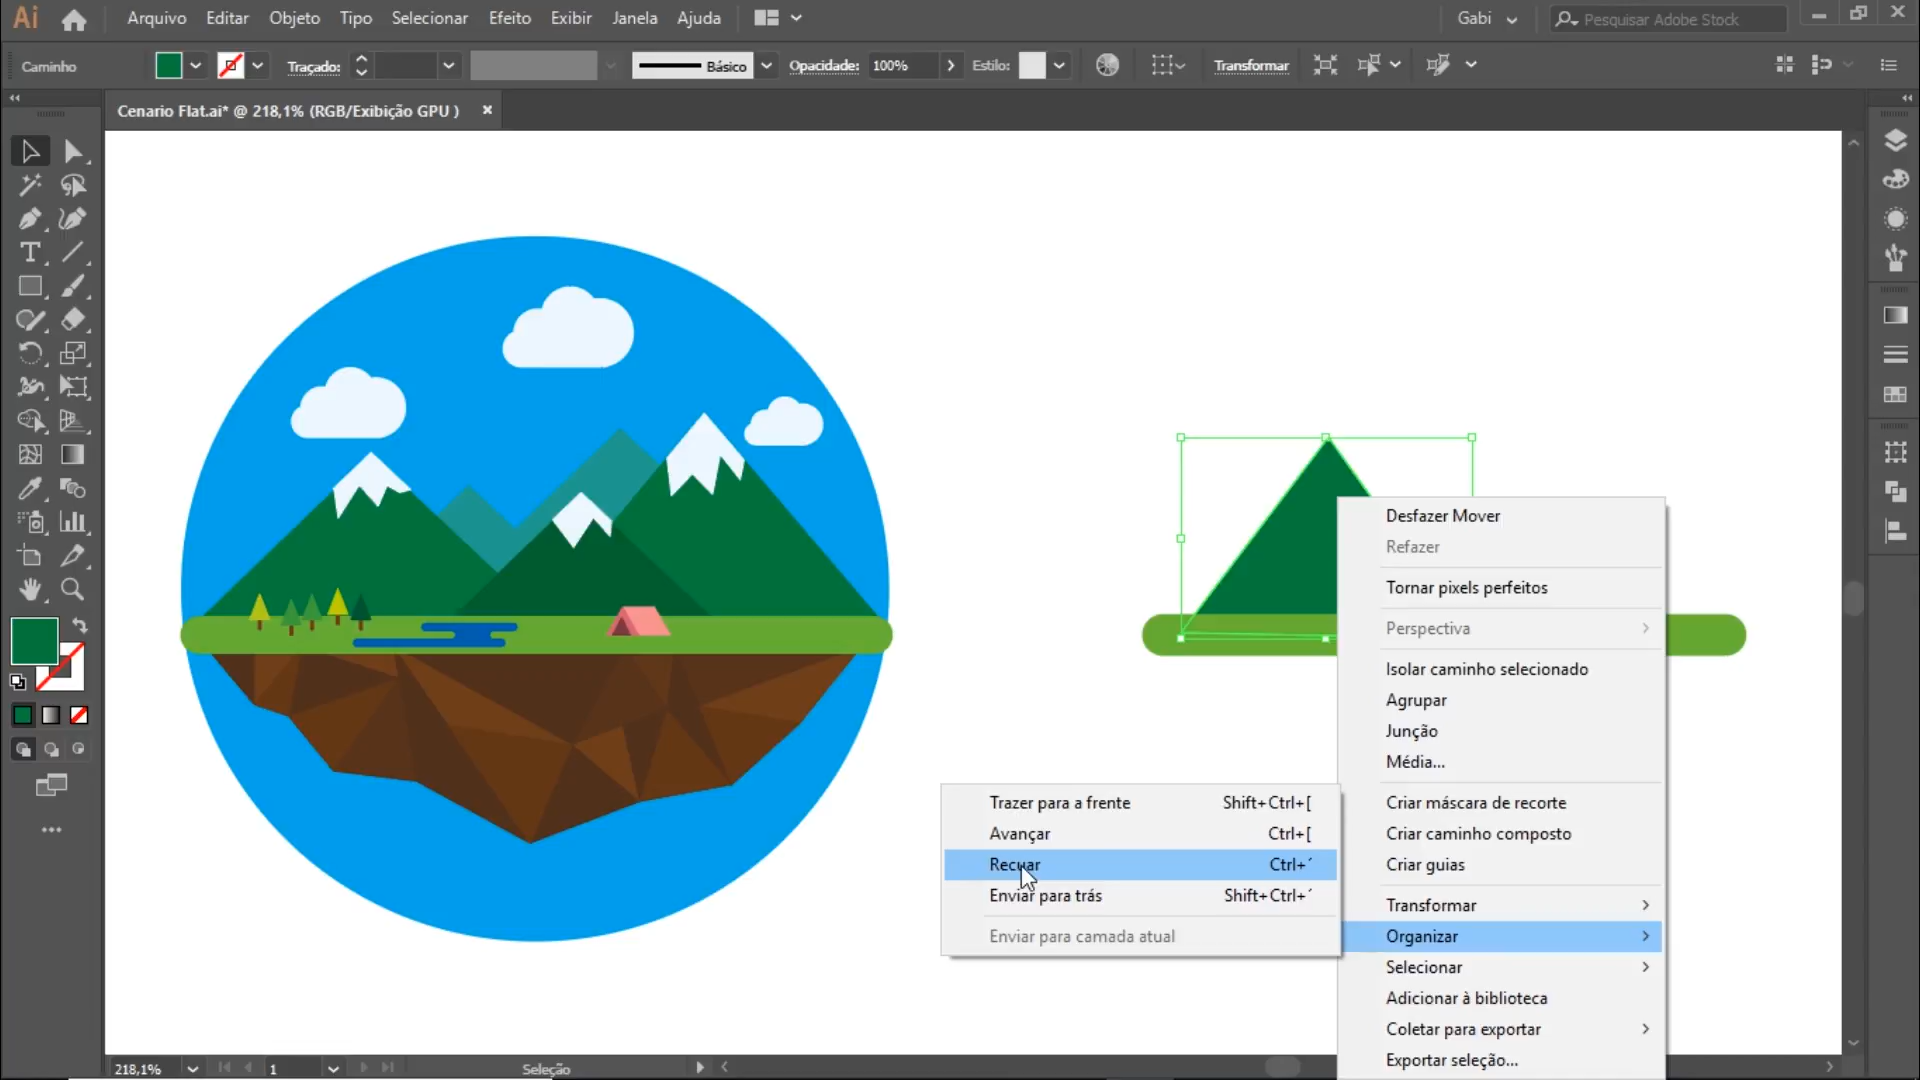 Ai Arquivo Editar Objeto Tipo Selecionar Efeito Exibir Janela Ajuda Gabi Pesquisar Adobe Stock
Caminho Traçado: Básico Opacidade: 100% Estilo: Transformar
Cenario Flat.ai* @ 218,1% (RGB/Exibição GPU )
Desfazer Mover
Refazer
Tornar pixels perfeitos
Perspectiva
Isolar caminho selecionado
Agrupar
Junção
Média...
Criar máscara de recorte
Criar caminho composto
Criar guias
Transformar
Organizar
Selecionar
Adicionar à biblioteca
Coletar para exportar
Exportar seleção...
Trazer para a frente Shift+Ctrl+[
Avançar Ctrl+[
Recuar Ctrl+´
Enviar para trás Shift+Ctrl+´
Enviar para camada atual
218,1% 1 Seleção